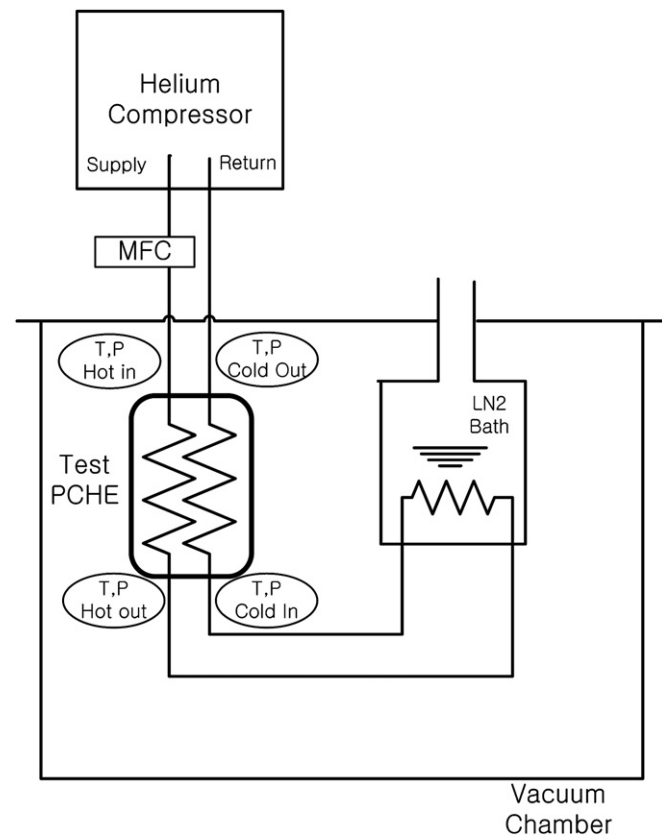 Helium
Compressor
Supply
Return
MFC
T,P
Hot in
T,P
Cold Out
LN2
Bath
Test
PCHE
T,P
Hot out
T,P
Cold In
Vacuum
Chamber